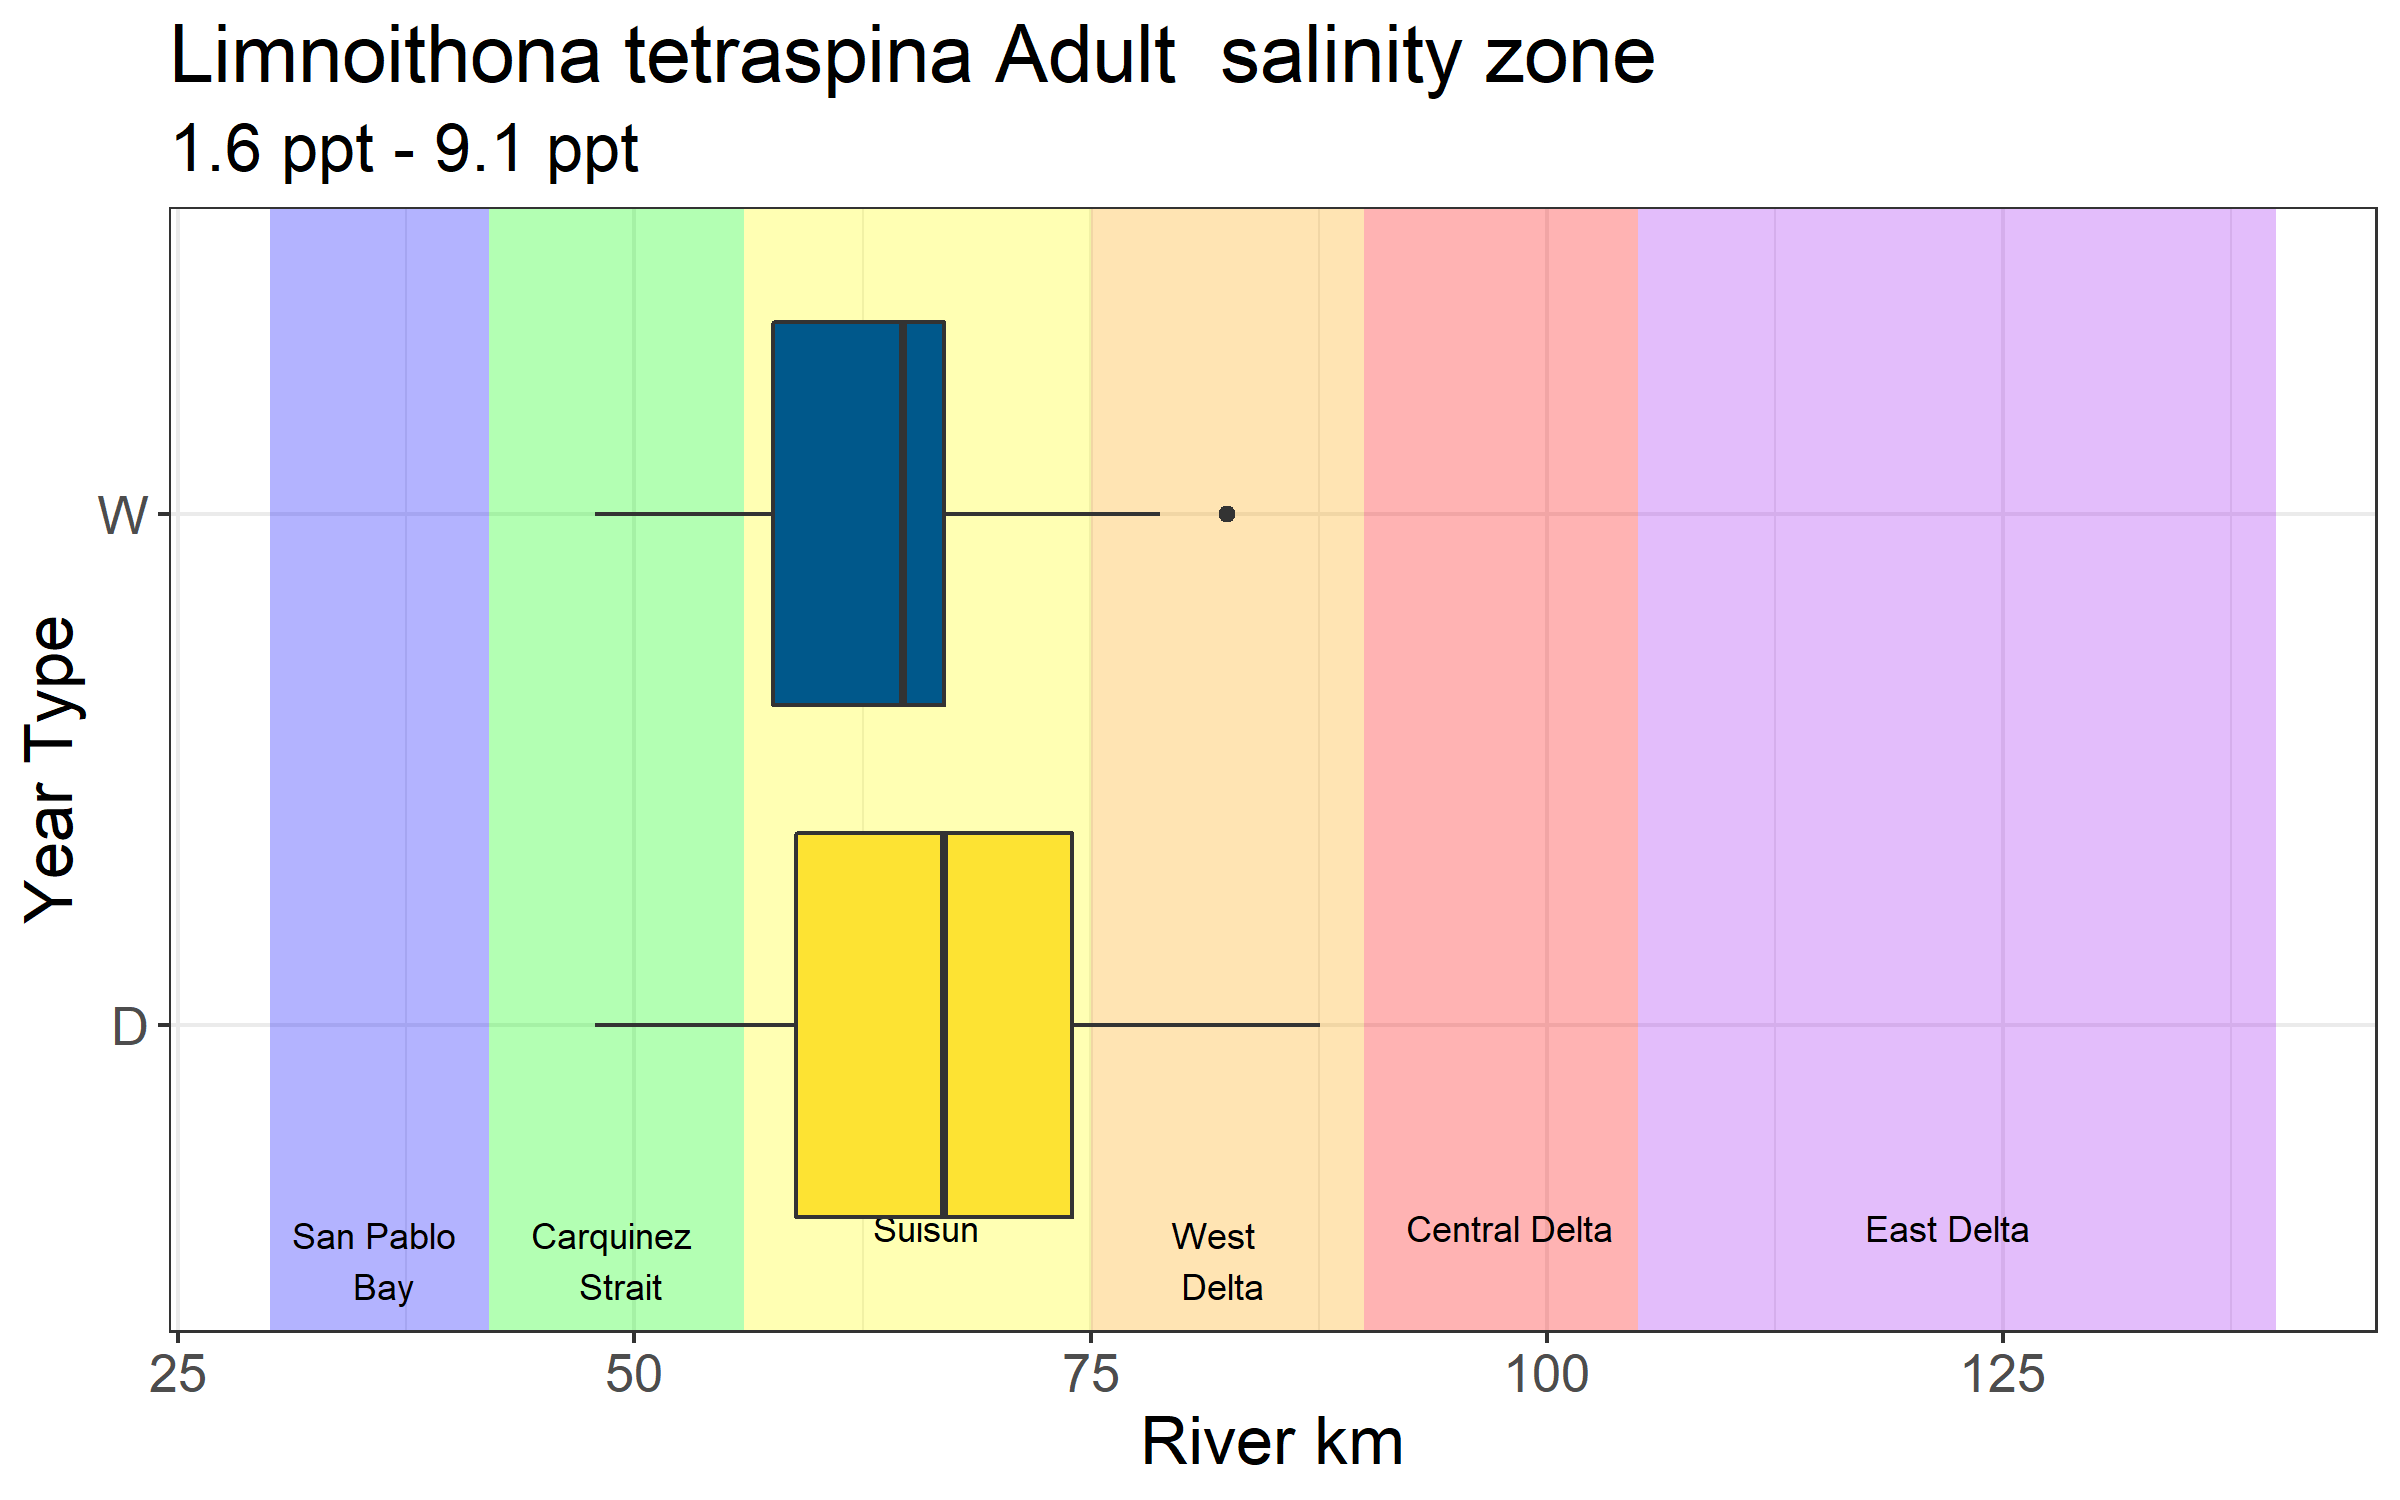 Limnoithona tetraspina Adult  salinity zone
1.6 ppt - 9.1 ppt
Year Type
W
D
San Pablo
Bay
Carquinez
Strait
Suisun
West
Delta
Central Delta
East Delta
25 50 75 100 125
River km